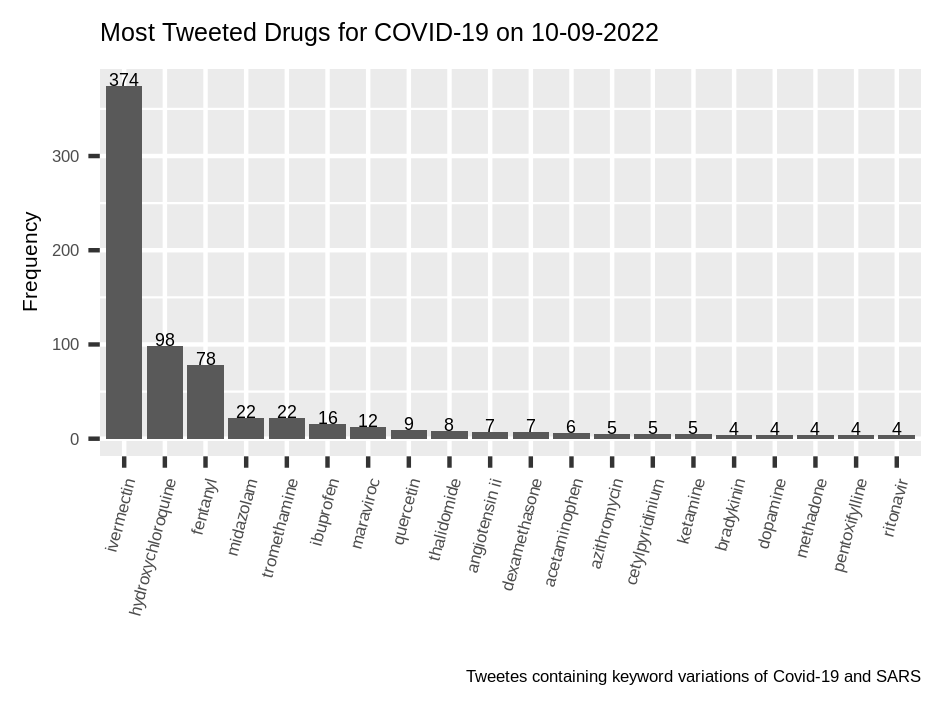 Most Tweeted Drugs for COVID-19 on 10-09-2022
Frequency
300
200
100
0
374
98
78
22
22
16
12
9
8
7
7
6
5
5
5
4
4
4
4
4
ivermectin
hydroxychloroquine
fentanyl
midazolam
tromethamine
ibuprofen
maraviroc
quercetin
thalidomide
angiotensin ii
dexamethasone
acetaminophen
azithromycin
cetylpyridinium
ketamine
bradykinin
dopamine
methadone
pentoxifylline
ritonavir
Tweetes containing keyword variations of Covid-19 and SARS